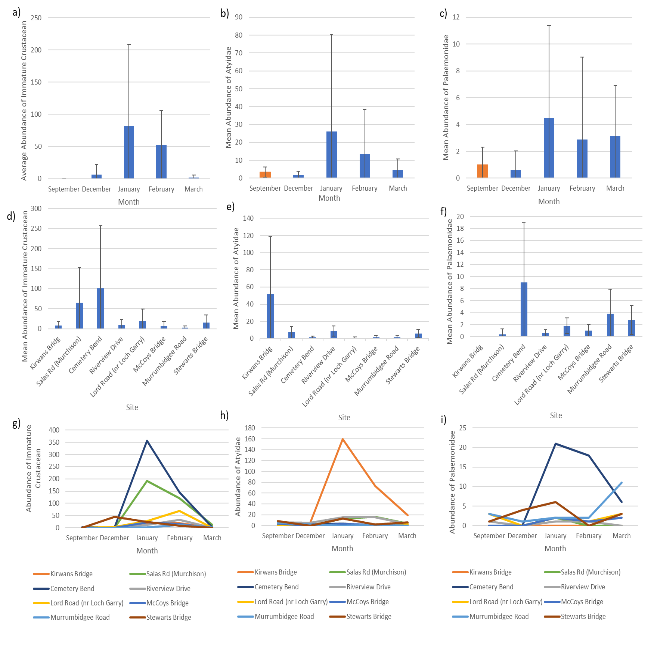 a)
Average Abundance of Immature Crustacean
250
200
150
100
50
0
September December January February March
Month
b)
Mean Abundance of Atyidae
90
80
70
60
50
40
30
20
10
0
September December January February March
Month
c)
Mean Abundance of Palaemonidae
12
10
8
6
4
2
0
September December January February March
Month
d)
Mean Abundance of Immature Crustacean
300
250
200
150
100
50
0
Kirwans Bridge
Salas Rd (Murchison)
Cemetery Bend
Riverview Drive
Lord Road (nr Loch Garry)
McCoys Bridge
Murrumbidgee Road
Stewarts Bridge
Site
e)
Mean Abundance of Atyidae
140
120
100
80
60
40
20
0
Kirwans Bridg
Salas Rd (Murchison)
Cemetery Bend
Riverview Drive
Lord Road (nr Loch Garry)
McCoys Bridge
Murrumbidgee Road
Stewarts Bridge
Site
f)
Mean Abundance of Palaemonidae
20
18
16
14
12
10
8
6
4
2
0
Kirwans Bridg
Salas Rd (Murchison)
Cemetery Bend
Riverview Drive
Lord Road (nr Loch Garry)
McCoys Bridge
Murrumbidgee Road
Stewarts Bridge
Site
g)
Abundance of Immature
Crustacean
400
350
300
250
200
150
100
50
0
September December January February March
Month
Kirwans Bridge
Salas Rd (Murchison)
Cemetery Bend
Riverview Drive
Lord Road (nr Loch Garry)
McCoys Bridge
Murrumbidgee Road
Stewarts Bridge
h)
Abundance of Atyidae
180
160
140
120
100
80
60
40
20
0
September December January February March
Month
Kirwans Bridge
Salas Rd (Murchison)
Cemetery Bend
Riverview Drive
Lord Road (nr Loch Garry)
McCoys Bridge
Murrumbidgee Road
Stewarts Bridge
i)
Abundance of Palaemonidae
25
20
15
10
5
0
September December January February March
Month
Kirwans Bridge
Salas Rd (Murchison)
Cemetery Bend
Riverview Drive
Lord Road (nr Loch Garry)
McCoys Bridge
Murrumbidgee Road
Stewarts Bridge